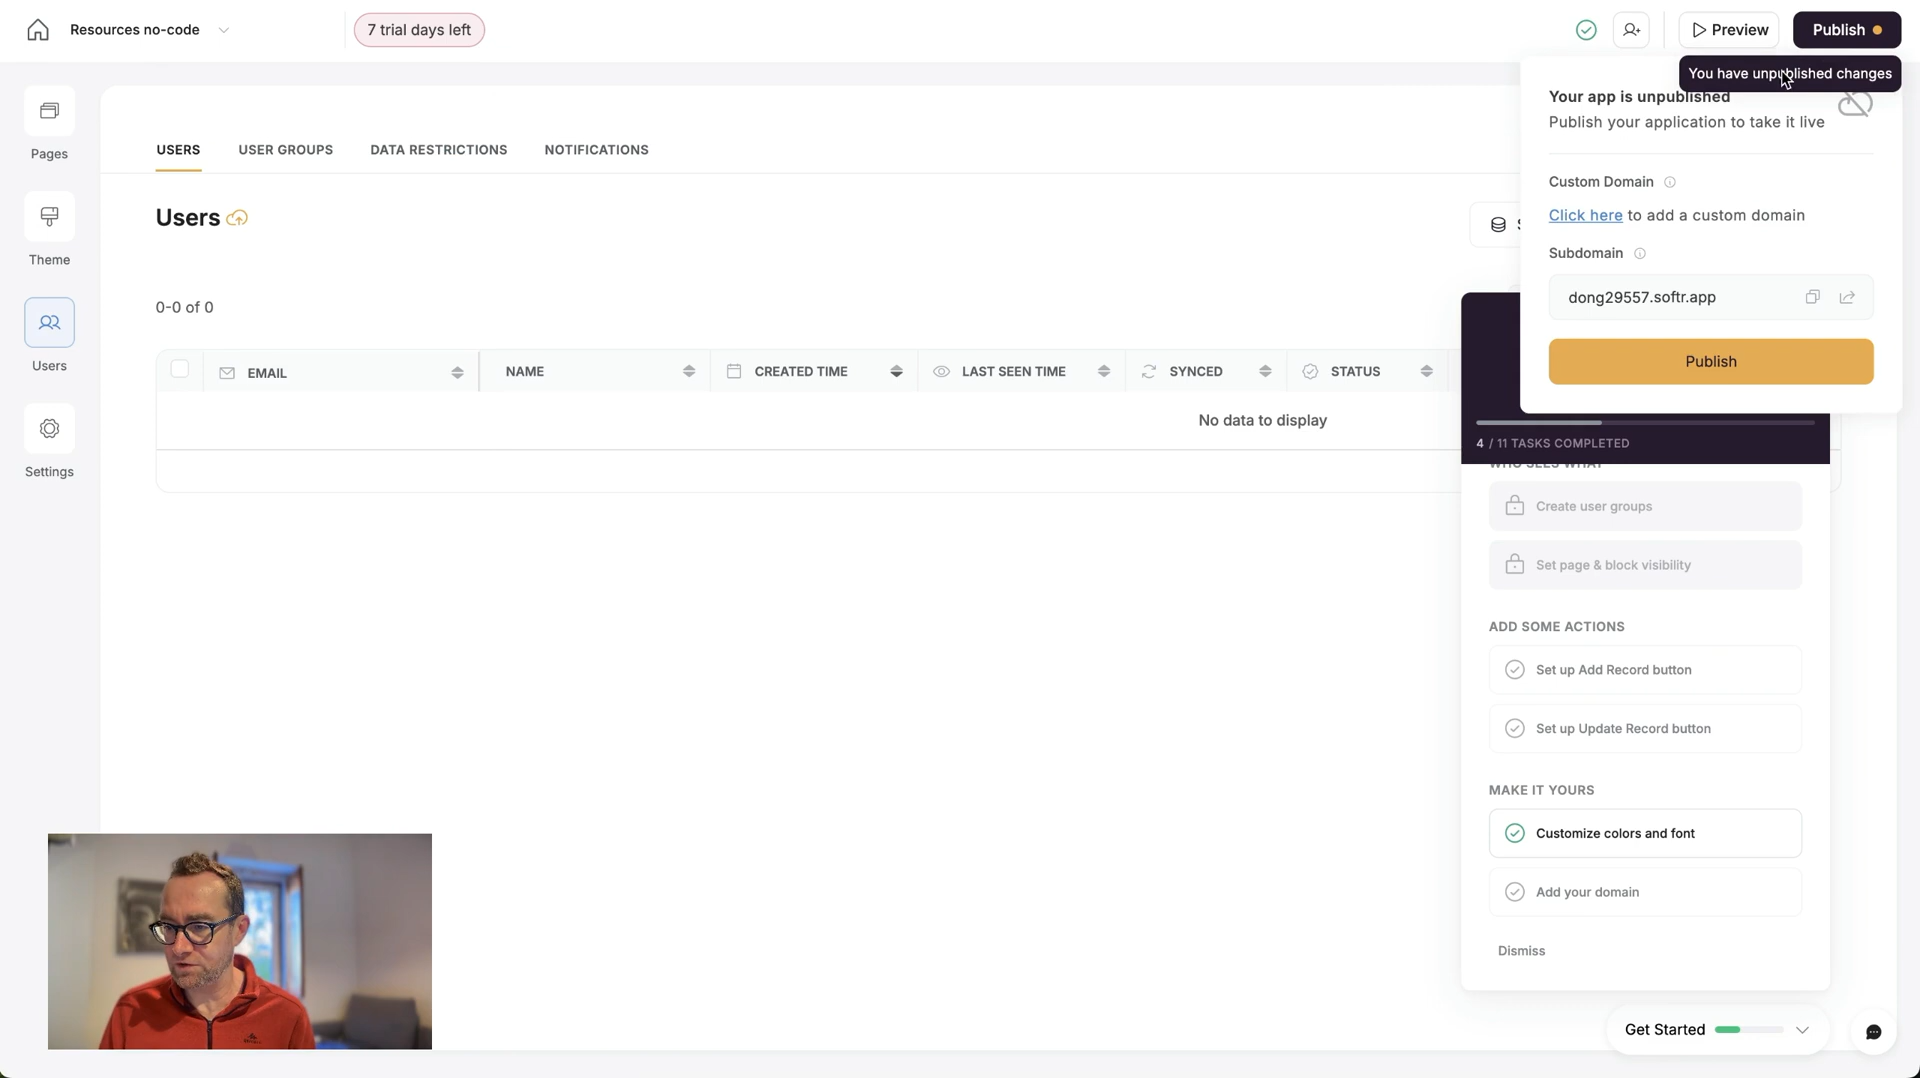 Resources no-code
7 trial days left
Preview
Publish
You have unpublished changes
Your app is unpublished
Publish your application to take it live
Custom Domain
Click here to add a custom domain
Subdomain
dong29557.softr.app
Publish
Pages
Theme
Users
Settings
USERS USER GROUPS DATA RESTRICTIONS NOTIFICATIONS
Users
0-0 of 0
EMAIL NAME CREATED TIME LAST SEEN TIME SYNCED STATUS
No data to display
4 / 11 TASKS COMPLETED
WHO SEES WHAT
Create user groups
Set page & block visibility
ADD SOME ACTIONS
Set up Add Record button
Set up Update Record button
MAKE IT YOURS
Customize colors and font
Add your domain
Dismiss
Get Started